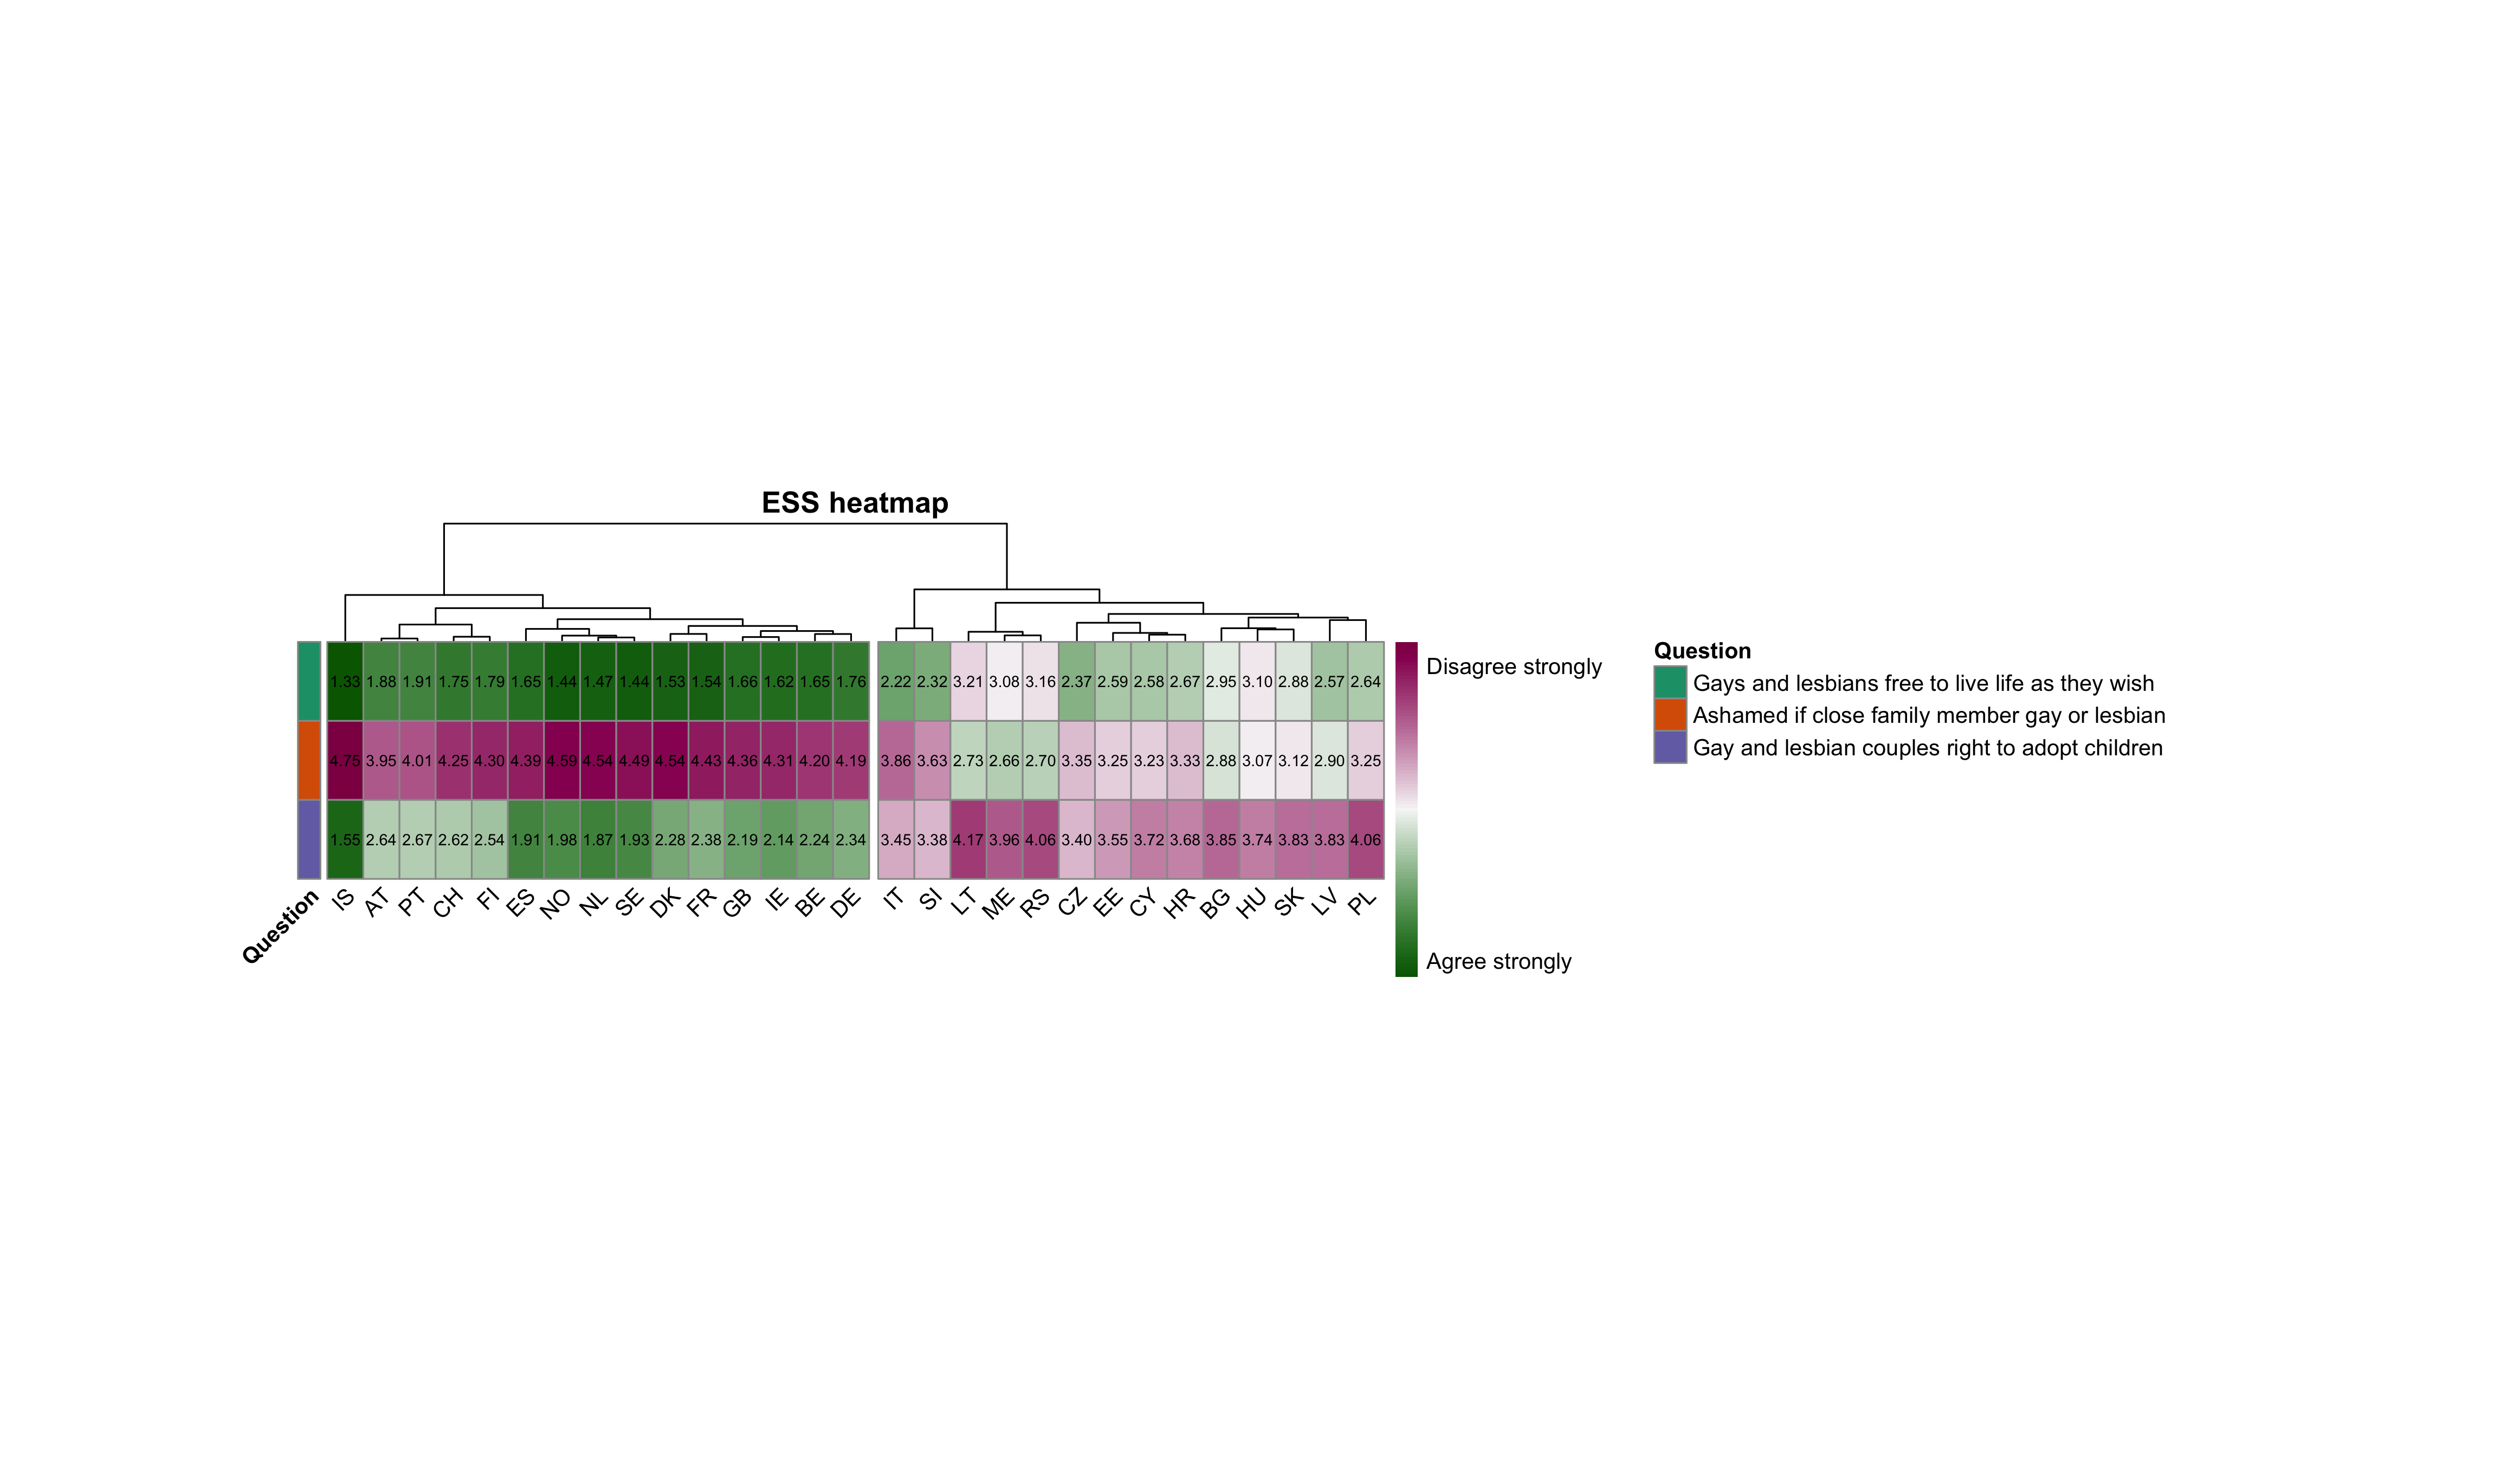 ESS heatmap
1.33 1.88 1.91 1.75 1.79 1.65 1.44 1.47 1.44 1.53 1.54 1.66 1.62 1.65 1.76 2.22 2.32 3.21 3.08 3.16 2.37 2.59 2.58 2.67 2.95 3.10 2.88 2.57 2.64
4.75 3.95 4.01 4.25 4.30 4.39 4.59 4.54 4.49 4.54 4.43 4.36 4.31 4.20 4.19 3.86 3.63 2.73 2.66 2.70 3.35 3.25 3.23 3.33 2.88 3.07 3.12 2.90 3.25
1.55 2.64 2.67 2.62 2.54 1.91 1.98 1.87 1.93 2.28 2.38 2.19 2.14 2.24 2.34 3.45 3.38 4.17 3.96 4.06 3.40 3.55 3.72 3.68 3.85 3.74 3.83 3.83 4.06
Question IS AT PT CH FI ES NO NL SE DK FR GB IE BE DE IT SI LT ME RS CZ EE CY HR BG HU SK LV PL
Disagree strongly
Agree strongly
Question
Gays and lesbians free to live life as they wish
Ashamed if close family member gay or lesbian
Gay and lesbian couples right to adopt children